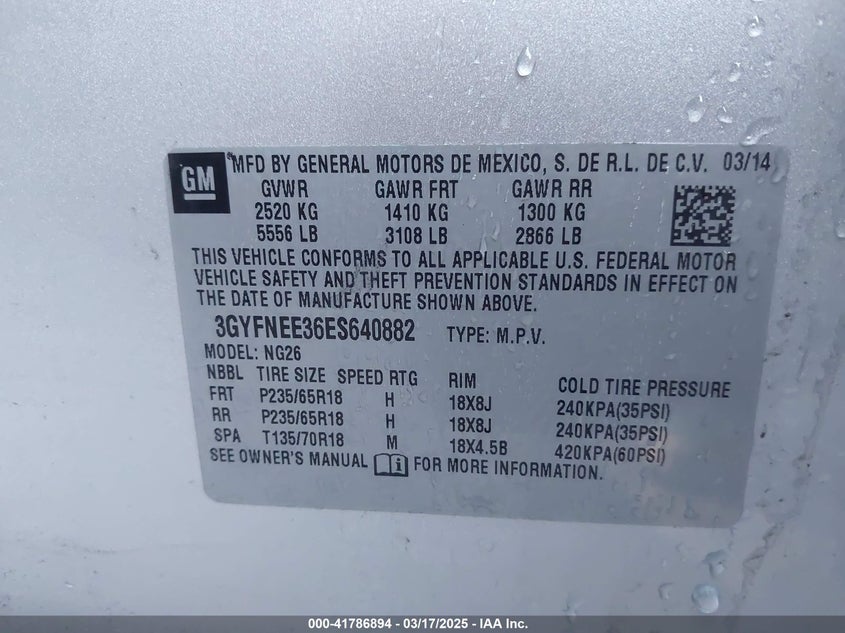 GM ® MFD BY GENERAL MOTORS DE MEXICO, S. DE R.L. DE C.V. 03/14
GVWR GAWR FRT GAWR RR
2520 KG 1410 KG 1300 KG
5556 LB 3108 LB 2866 LB
THIS VEHICLE CONFORMS TO ALL APPLICABLE U.S. FEDERAL MOTOR
VEHICLE SAFETY AND THEFT PREVENTION STANDARDS IN EFFECT ON
THE DATE OF MANUFACTURE SHOWN ABOVE.
3GYFNEE36ES640882 TYPE: M.P.V.
MODEL: NG26
NBBL TIRE SIZE SPEED RTG RIM COLD TIRE PRESSURE
FRT P235/65R18 H 18X8J 240KPA(35PSI)
RR P235/65R18 H 18X8J 240KPA(35PSI)
SPA T135/70R18 M 18X4.5B 420KPA(60PSI)
SEE OWNER'S MANUAL FOR MORE INFORMATION.
000-41786894 - 03/17/2025 - IAA Inc.